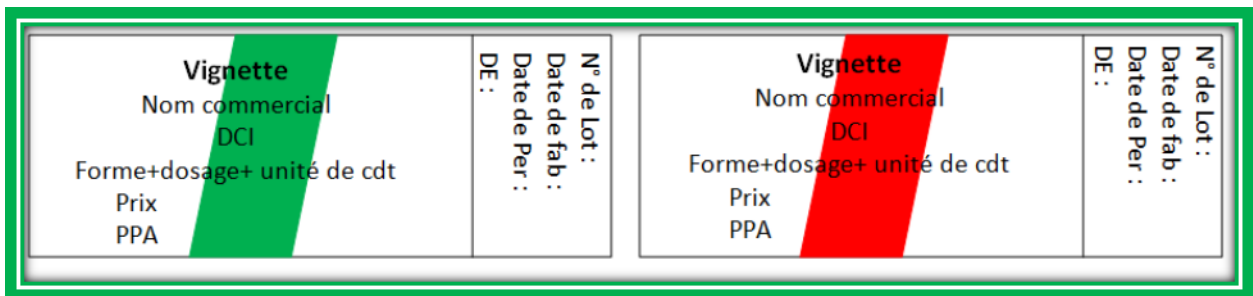 Vignette
Nom commercial
DCI
Forme+dosage+ unité de cdt
Prix
PPA
N° de Lot :
Date de fab :
Date de Per :
DE :
Vignette
Nom commercial
DCI
Forme+dosage+ unité de cdt
Prix
PPA
N° de Lot :
Date de fab :
Date de Per :
DE :